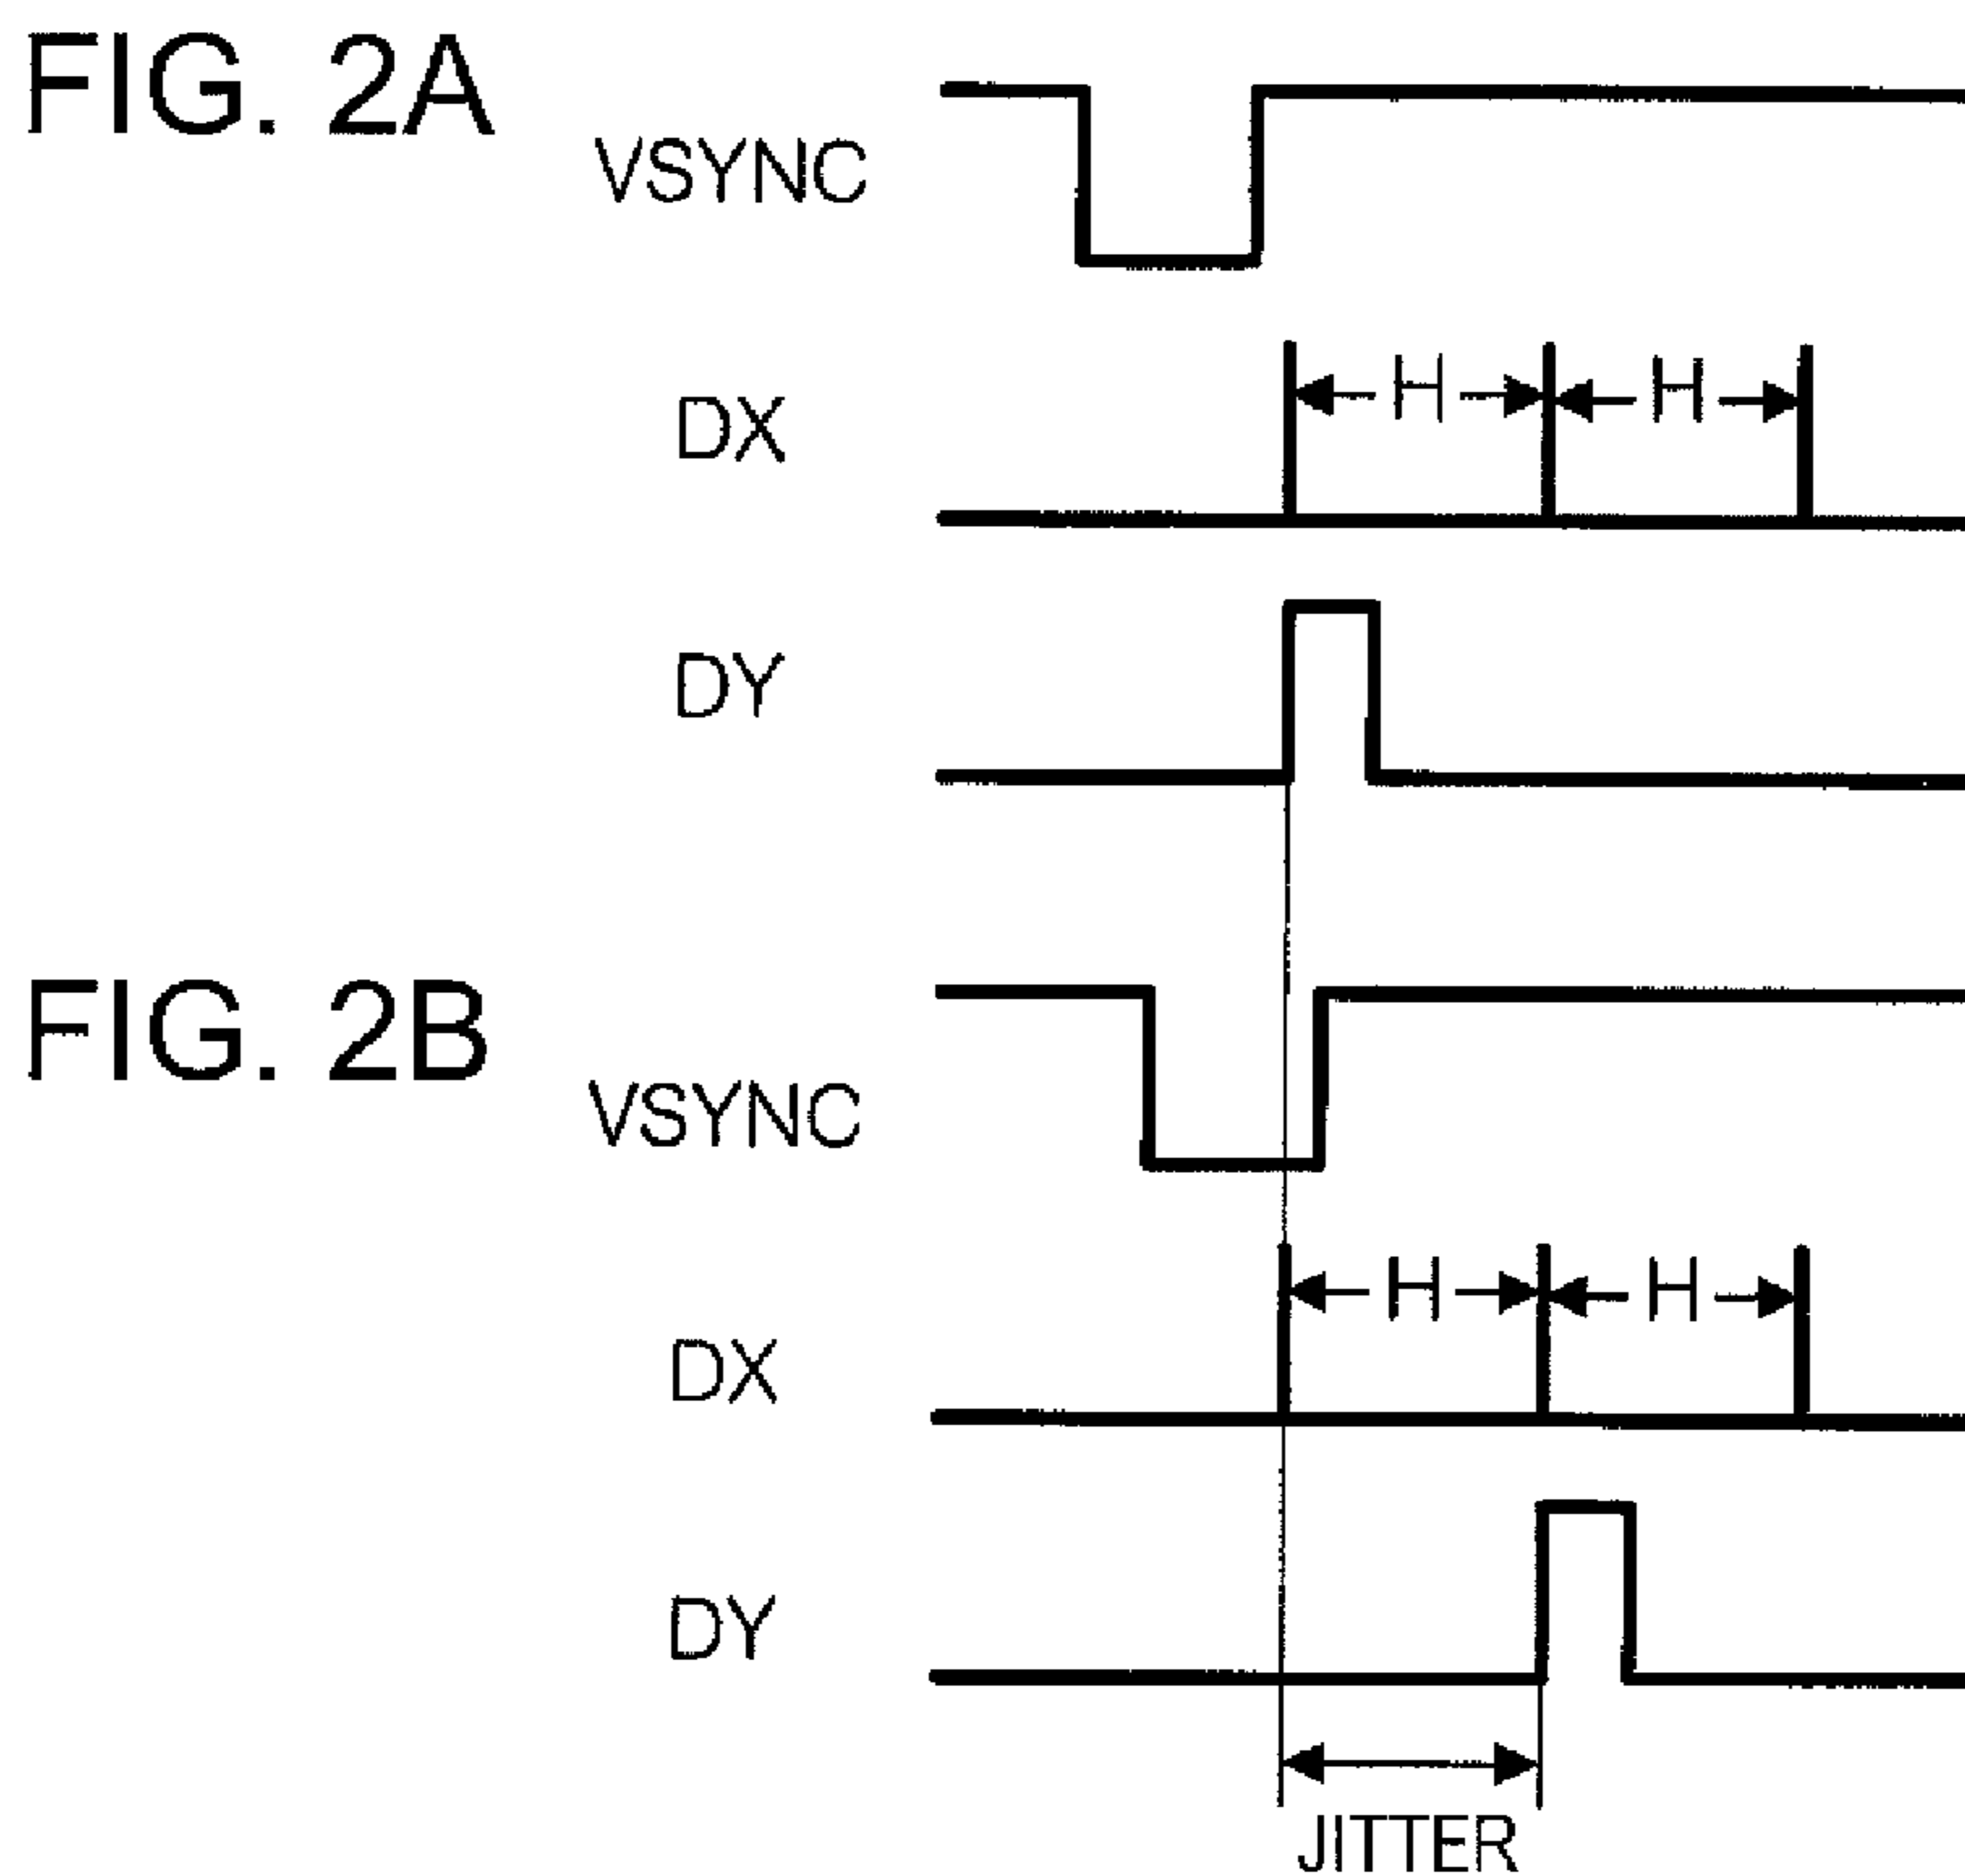 FIG. 2A
VSYNC
H H
DX
DY
FIG. 2B
VSYNC
H H
DX
DY
JITTER